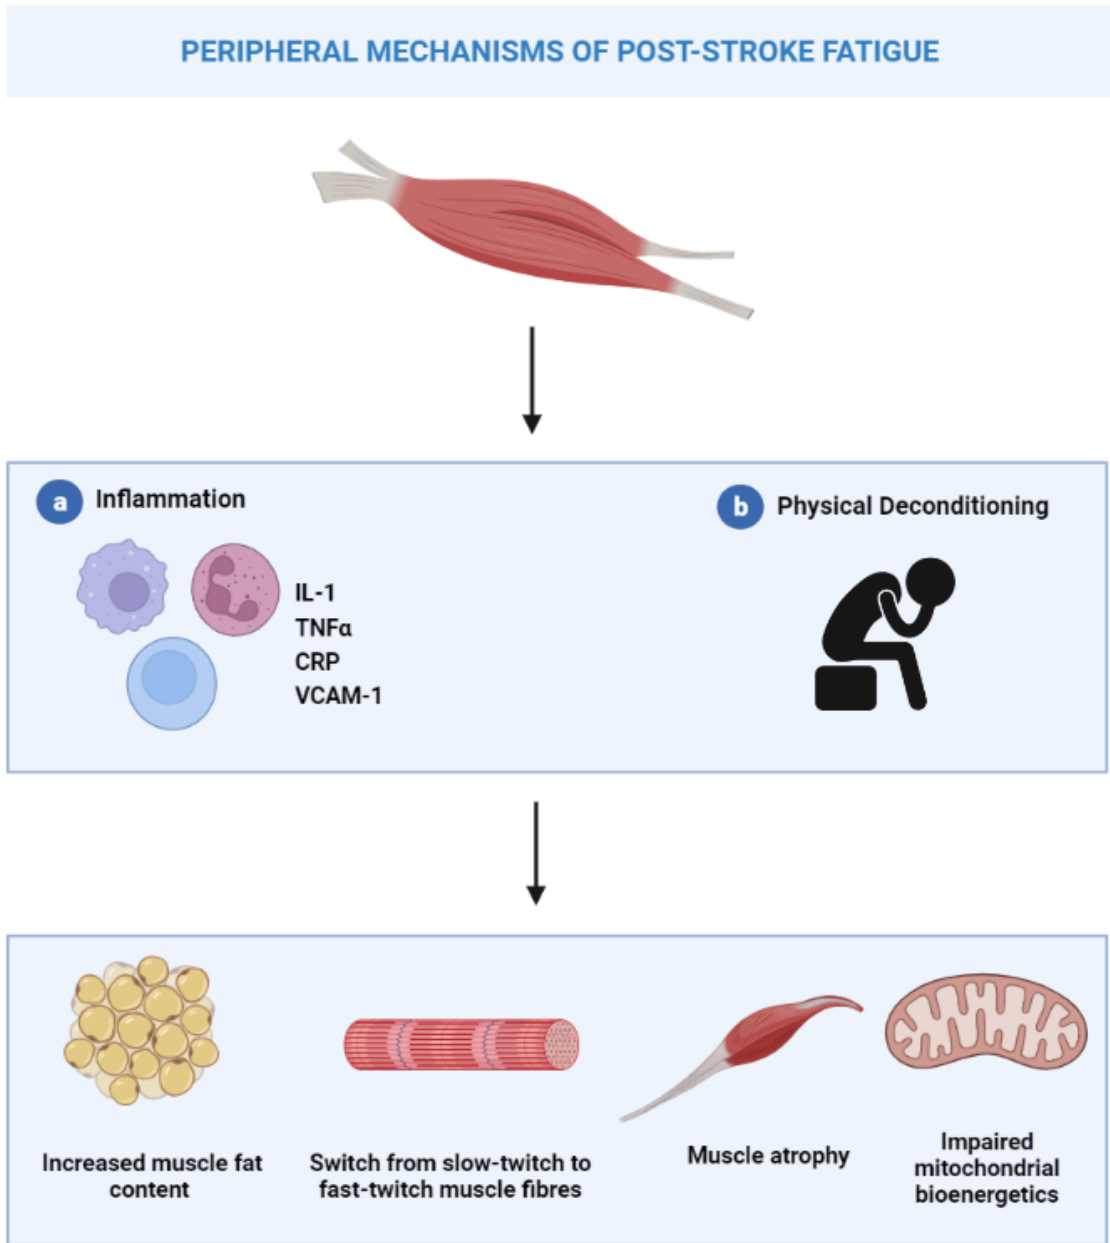 PERIPHERAL MECHANISMS OF POST-STROKE FATIGUE
a Inflammation
IL-1
TNFα
CRP
VCAM-1
b Physical Deconditioning
Increased muscle fat
content
Switch from slow-twitch to
fast-twitch muscle fibres
Muscle atrophy
Impaired
mitochondrial
bioenergetics